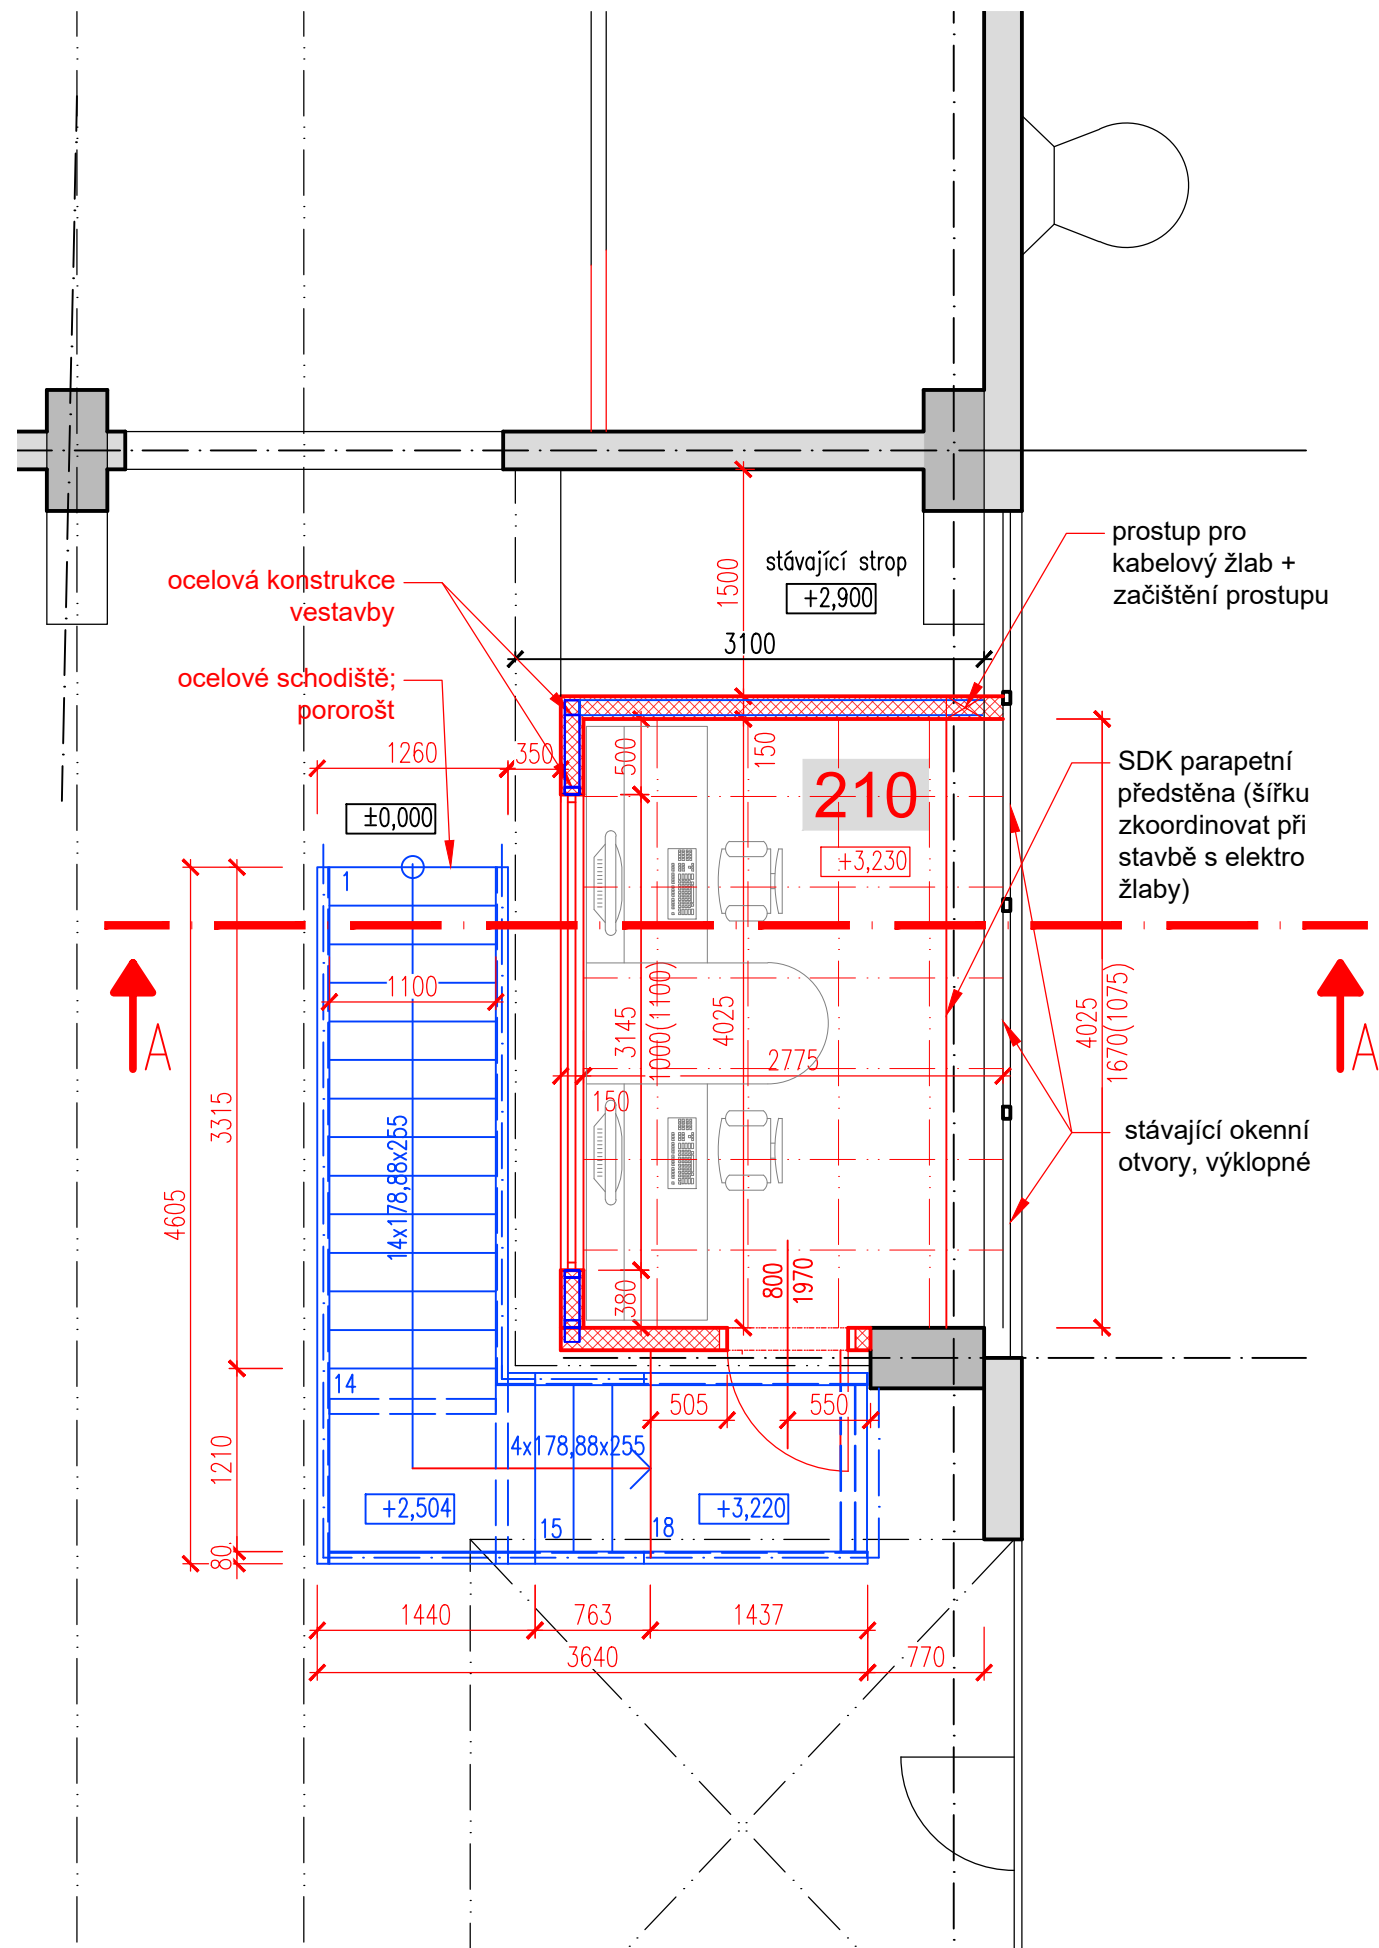 prostup pro
kabelový žlab +
začištění prostupu
stávající strop
+2,900
1500
3100
ocelová konstrukce
vestavby
ocelové schodiště;
pororošt
1260
350
±0,000
500
150
210
+3,230
SDK parapetní
předstěna (šířku
zkoordinovat při
stavbě s elektro
žlaby)
1
1100
A
A
3145
1000(1100)
4025
2775
150
4025
1670(1075)
3315
4605
14x178,88x255
stávající okenní
otvory, výklopné
380
800
1970
14
505
550
1210
4x178,88x255
+2,504
15
18
+3,220
80
1440
763
1437
3640
770